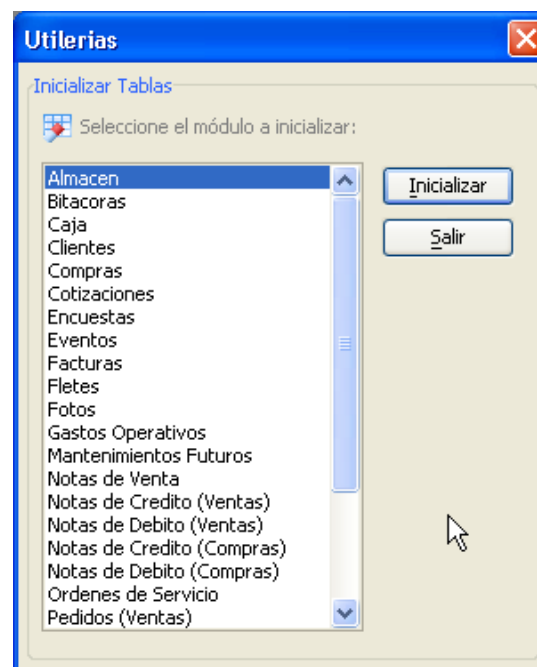 Utilerias
Inicializar Tablas
Seleccione el módulo a inicializar:
Almacen
Bitacoras
Caja
Clientes
Compras
Cotizaciones
Encuestas
Eventos
Facturas
Fletes
Fotos
Gastos Operativos
Mantenimientos Futuros
Notas de Venta
Notas de Credito (Ventas)
Notas de Debito (Ventas)
Notas de Credito (Compras)
Notas de Debito (Compras)
Ordenes de Servicio
Pedidos (Ventas)
Inicializar
Salir